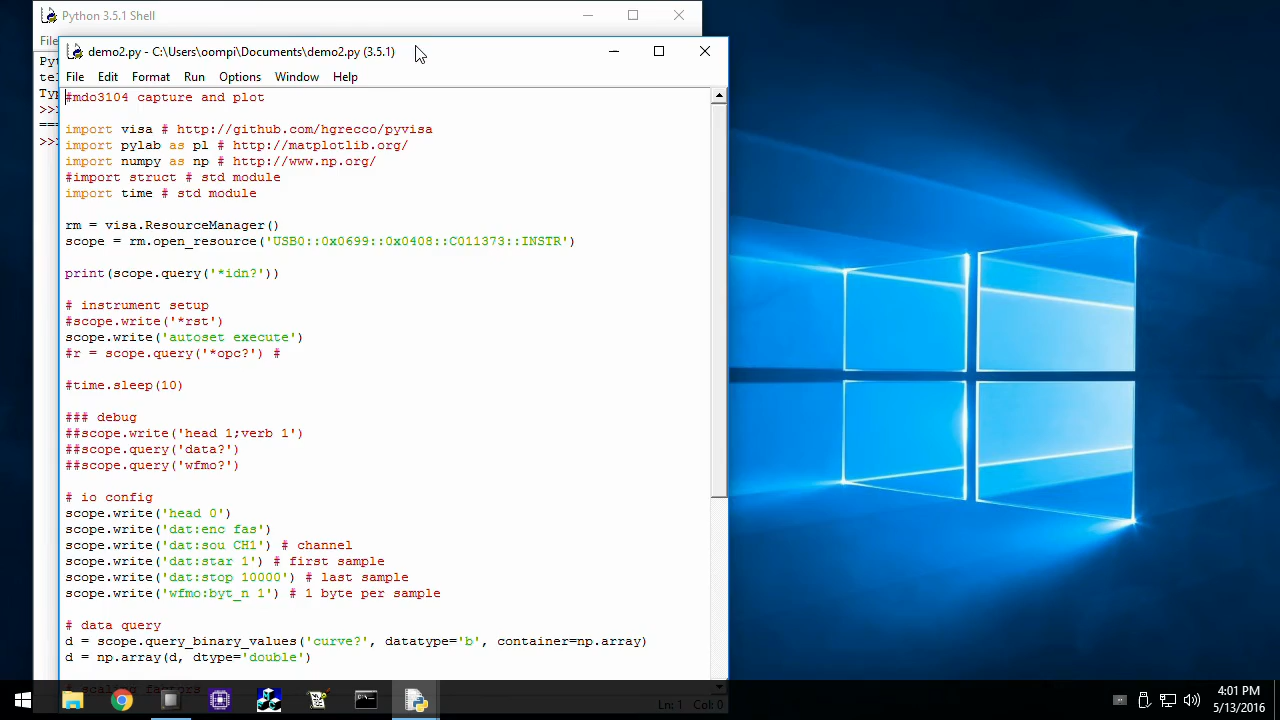 Python 3.5.1 Shell
File
demo2.py - C:\Users\oompi\Documents\demo2.py (3.5.1)
File Edit Format Run Options Window Help
Pyt
tel
Typ
>>>
===
>>>
#mdo3104 capture and plot
import visa # http://github.com/hgrecco/pyvisa
import pylab as pl # http://matplotlib.org/
import numpy as np # http://www.np.org/
#import struct # std module
import time # std module
rm = visa.ResourceManager()
scope = rm.open_resource('USB0::0x0699::0x0408::C011373::INSTR')
print(scope.query('*idn?'))
# instrument setup
#scope.write('*rst')
scope.write('autoset execute')
#r = scope.query('*opc?') #
#time.sleep(10)
### debug
##scope.write('head 1;verb 1')
##scope.query('data?')
##scope.query('wfmo?')
# io config
scope.write('head 0')
scope.write('dat:enc fas')
scope.write('dat:sou CH1') # channel
scope.write('dat:star 1') # first sample
scope.write('dat:stop 10000') # last sample
scope.write('wfmo:byt_n 1') # 1 byte per sample
# data query
d = scope.query_binary_values('curve?', datatype='b', container=np.array)
d = np.array(d, dtype='double')
# scaling factors
Ln: 1 Col: 0
4:01 PM
5/13/2016